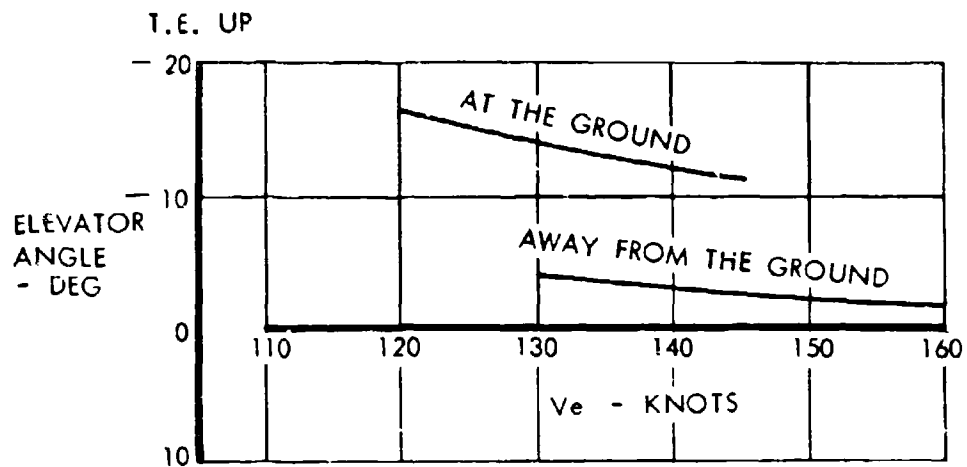 T.E. UP
- 20
AT THE GROUND
- 10
ELEVATOR
ANGLE
- DEG
AWAY FROM THE GROUND
0
110 120 130 140 150 160
Ve - KNOTS
10